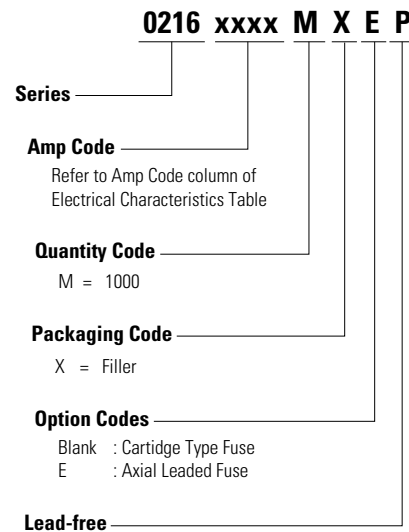 0216 xxxx M X E P
Series
Amp Code
Refer to Amp Code column of
Electrical Characteristics Table
Quantity Code
M = 1000
Packaging Code
X = Filler
Option Codes
Blank : Cartidge Type Fuse
E : Axial Leaded Fuse
Lead-free